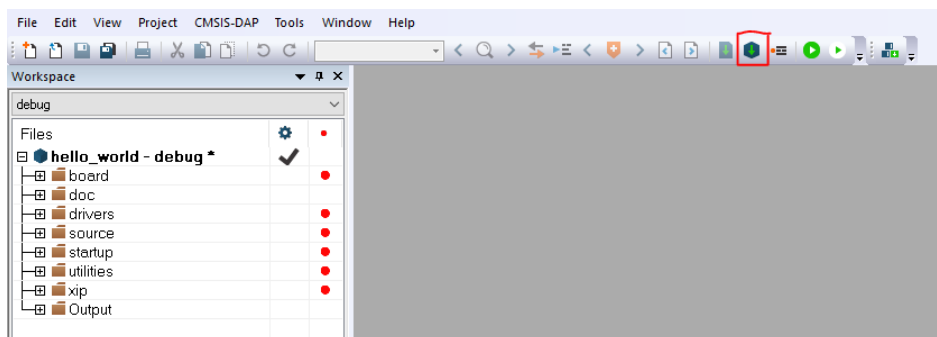 File Edit View Project CMSIS-DAP Tools Window Help
Workspace
debug
Files
hello_world - debug *
board
doc
drivers
source
startup
utilities
xip
Output